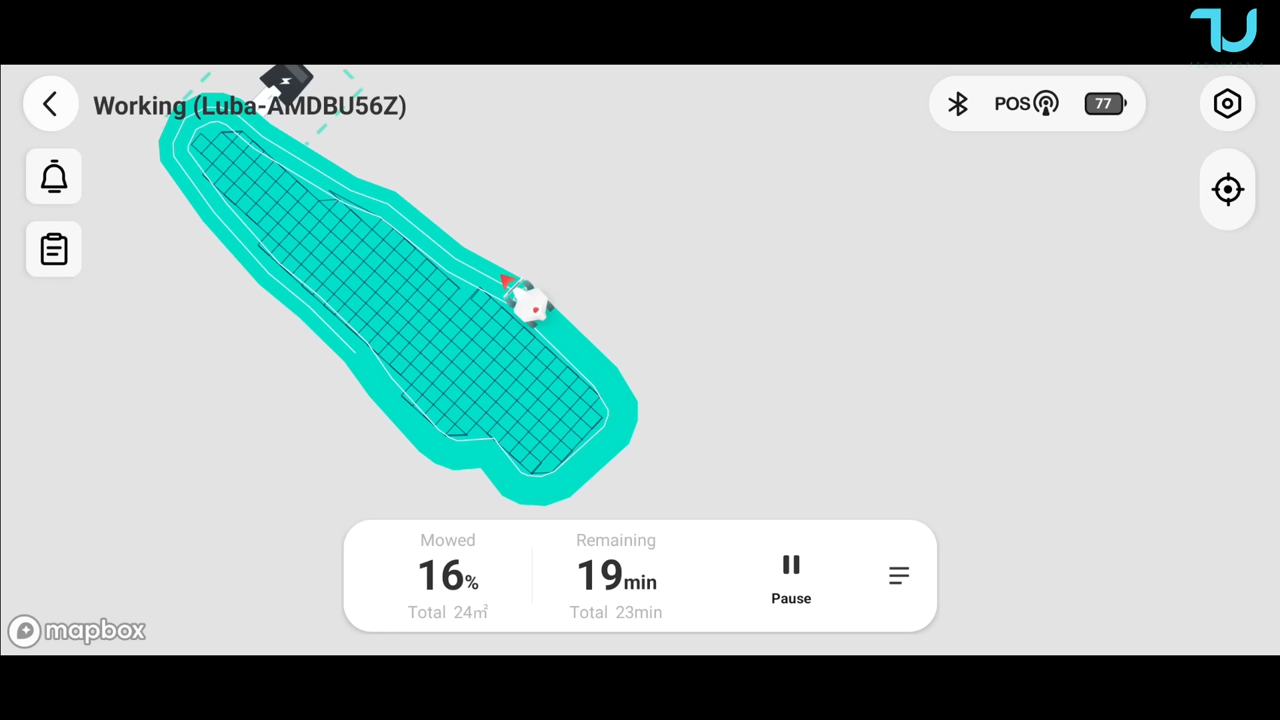 Working (Luba-AMDBU56Z)
POS
77
Mowed
16%
Total 24㎡
Remaining
19min
Total 23min
Pause
mapbox